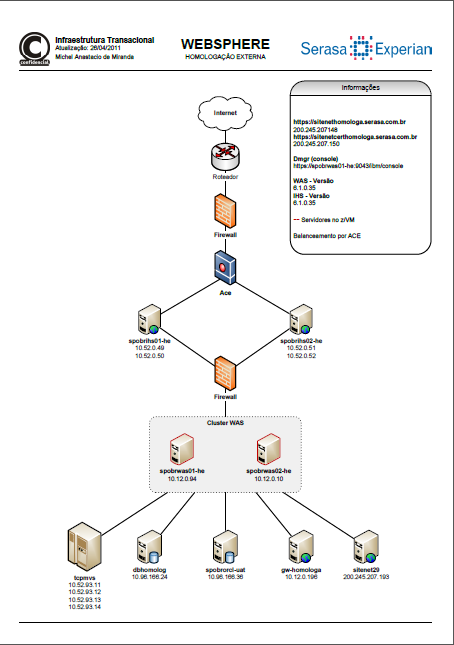 Infraestrutura Transacional
Atualização: 26/04/2011
Michel Anastacio de Miranda
confidencial
WEBSPHERE
HOMOLOGAÇÃO EXTERNA
Serasa Experian
Informações
https://sitenethomologa.serasa.com.br
200.245.207148
https://sitenetcerthomologa.serasa.com.br
200.245.207.150
Dmgr (console)
https://spobrwas01-he:9043/ibm/console
WAS - Versão
6.1.0.35
IHS - Versão
6.1.0.35
-- Servidores no z/VM
Balanceamento por ACE
Internet
Roteador
Firewall
Ace
spobrihs01-he
10.52.0.49
10.52.0.50
spobrihs02-he
10.52.0.51
10.52.0.52
Firewall
Cluster WAS
spobrwas01-he
10.12.0.94
spobrwas02-he
10.12.0.10
tcpmvs
10.52.93.11
10.52.93.12
10.52.93.13
10.52.93.14
dbhomolog
10.96.166.24
spobrorcl-uat
10.96.166.36
gw-homologa
10.12.0.196
sitenet29
200.245.207.193